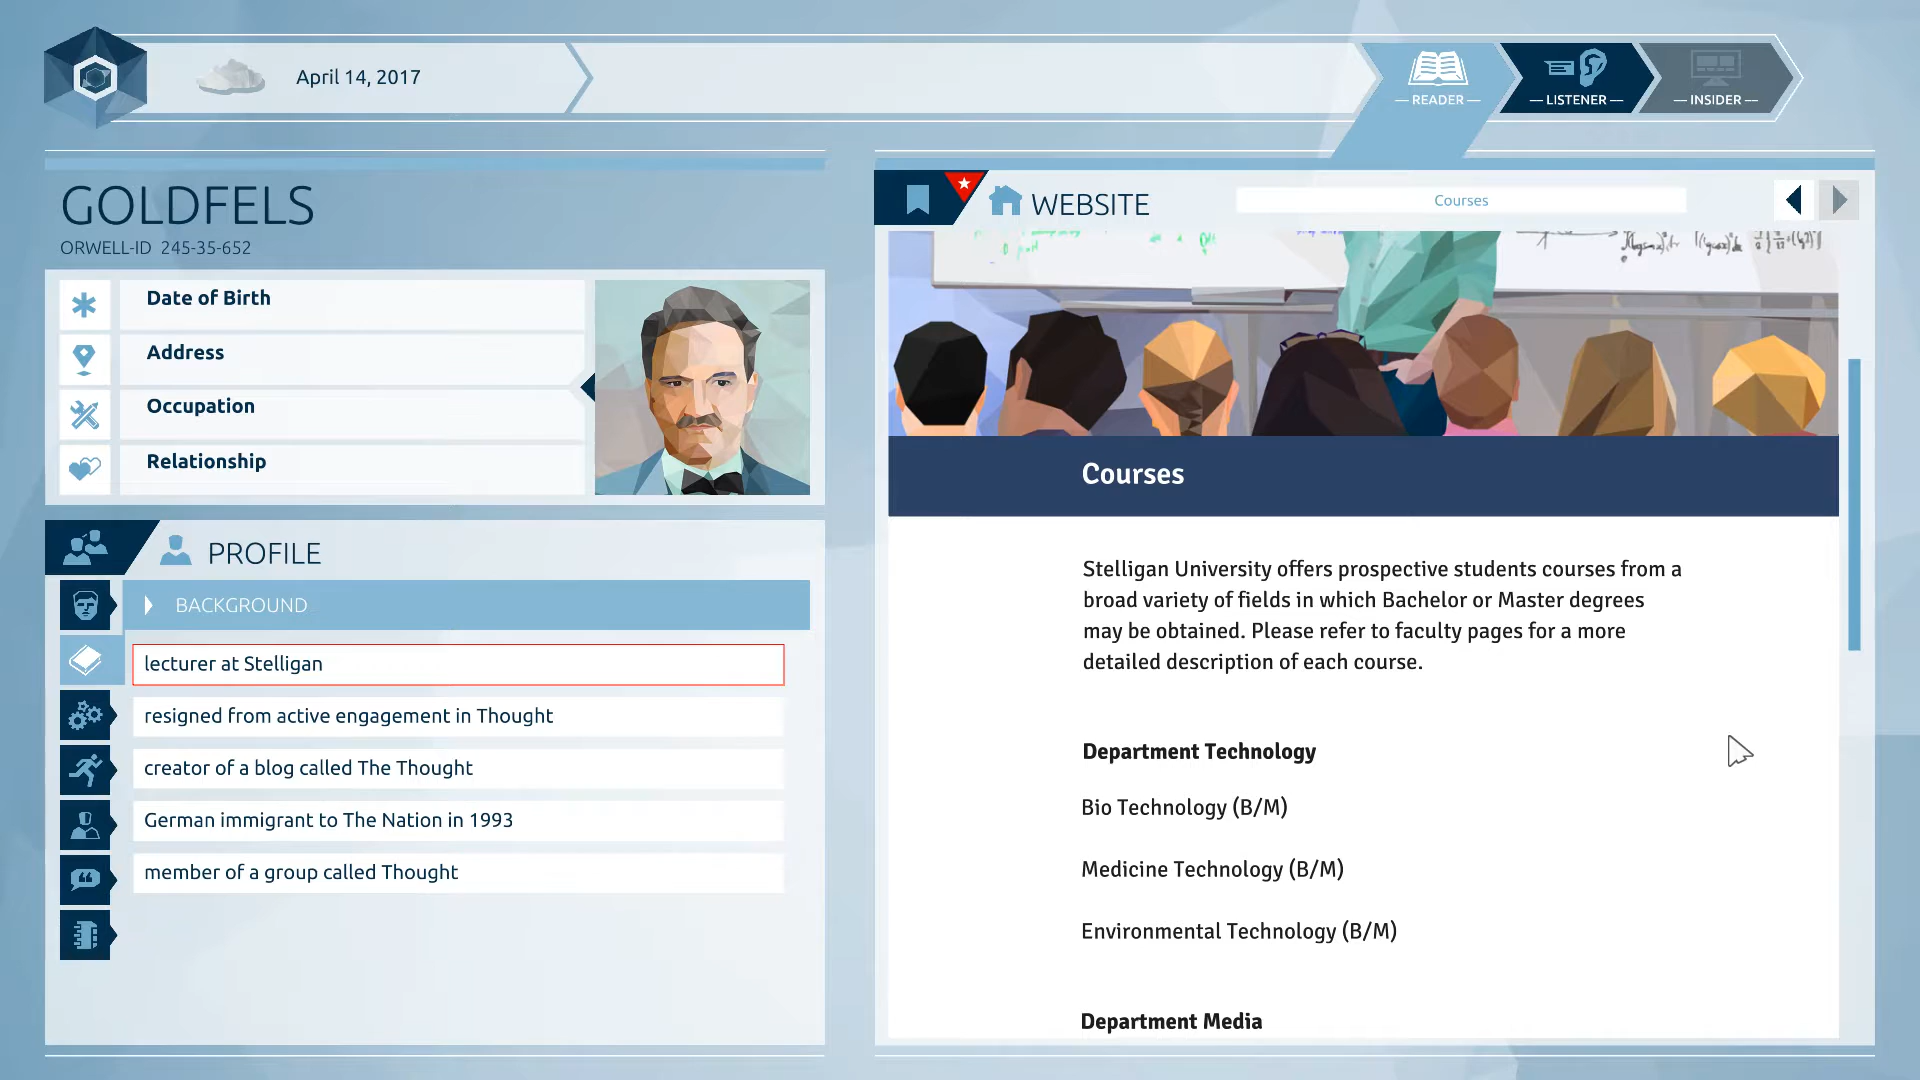 April 14, 2017
READER
LISTENER
INSIDER
GOLDFELS
ORWELL-ID 245-35-652
Date of Birth
Address
Occupation
Relationship
PROFILE
BACKGROUND
lecturer at Stelligan
resigned from active engagement in Thought
creator of a blog called The Thought
German immigrant to The Nation in 1993
member of a group called Thought
WEBSITE
Courses
Courses
Stelligan University offers prospective students courses from a
broad variety of fields in which Bachelor or Master degrees
may be obtained. Please refer to faculty pages for a more
detailed description of each course.
Department Technology
Bio Technology (B/M)
Medicine Technology (B/M)
Environmental Technology (B/M)
Department Media